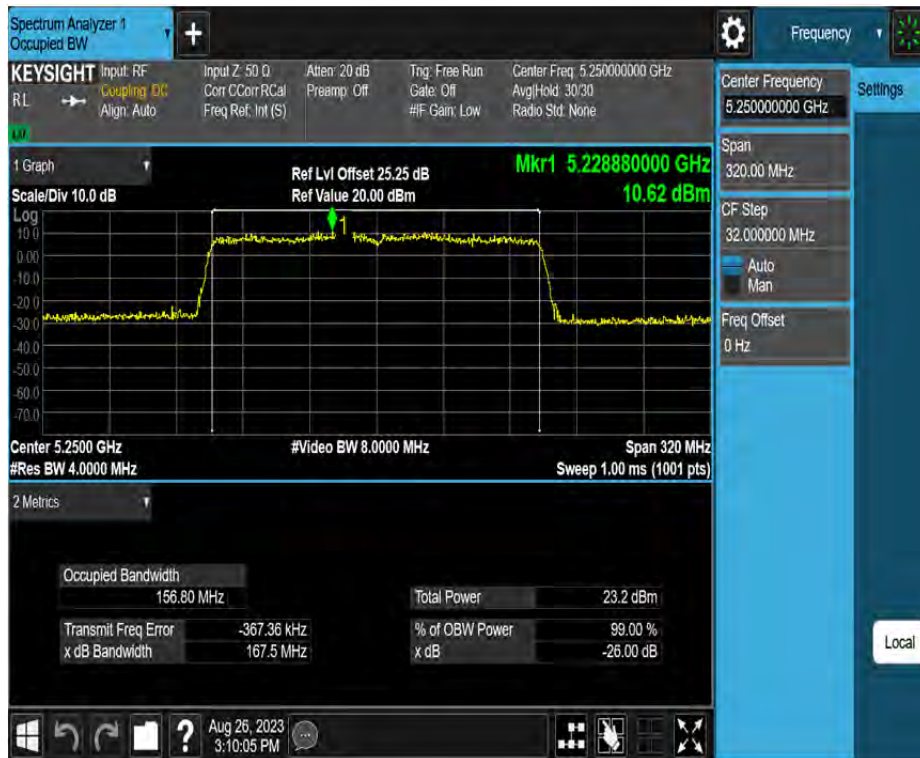 Spectrum Analyzer 1
Occupied BW
Frequency
KEYSIGHT
RL
Input: RF
Coupling: DC
Align: Auto
Input Z: 50 Ω
Corr CCorr RCal
Freq Ref: Int (S)
Atten: 20 dB
Preamp: Off
Trig: Free Run
Gate: Off
#IF Gain: Low
Center Freq: 5.250000000 GHz
Avg|Hold: 30/30
Radio Std: None
Center Frequency
5.250000000 GHz
Settings
Span
320.00 MHz
CF Step
32.000000 MHz
Auto
Man
Freq Offset
0 Hz
1 Graph
Scale/Div 10.0 dB
Ref Lvl Offset 25.25 dB
Ref Value 20.00 dBm
Mkr1 5.228880000 GHz
10.62 dBm
Log
10.0
0.00
-10.0
-20.0
-30.0
-40.0
-50.0
-60.0
-70.0
1
Center 5.2500 GHz
#Res BW 4.0000 MHz
#Video BW 8.0000 MHz
Span 320 MHz
Sweep 1.00 ms (1001 pts)
2 Metrics
Occupied Bandwidth
156.80 MHz
Transmit Freq Error -367.36 kHz
x dB Bandwidth 167.5 MHz
Total Power 23.2 dBm
% of OBW Power 99.00 %
x dB -26.00 dB
Local
?
Aug 26, 2023
3:10:05 PM